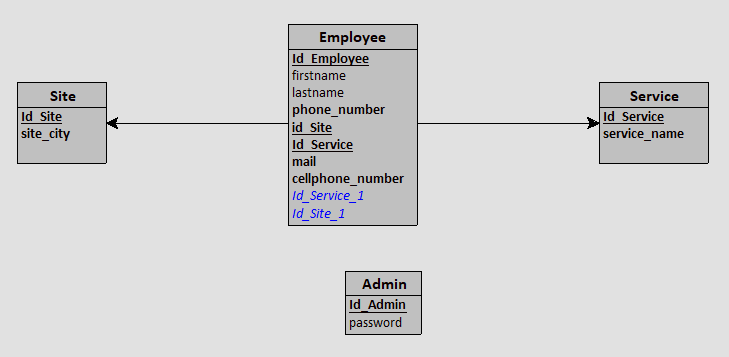 Employee
Id_Employee
firstname
lastname
phone_number
id_Site
Id_Service
mail
cellphone_number
Id_Service_1
Id_Site_1
Site
Id_Site
site_city
Service
Id_Service
service_name
Admin
Id_Admin
password